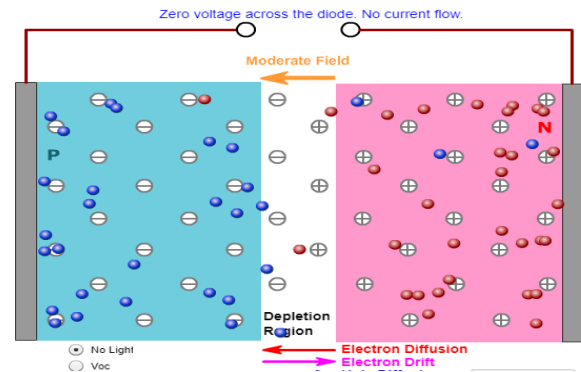 Zero voltage across the diode. No current flow.
Moderate Field
P
N
Depletion
Region
No Light
Electron Diffusion
Voc
Electron Drift